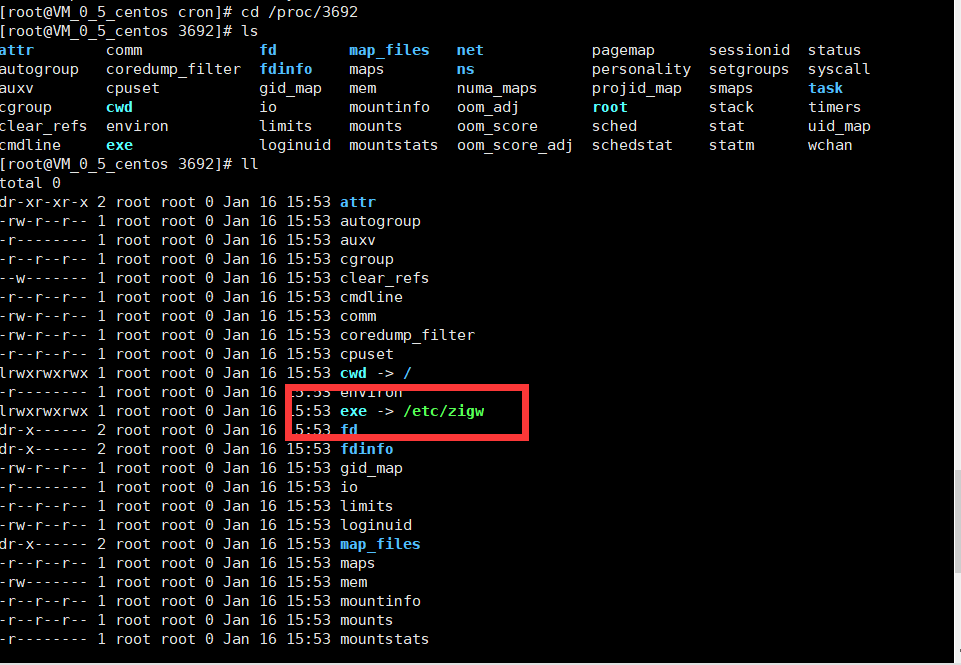 [root@VM_0_5_centos cron]# cd /proc/3692
[root@VM_0_5_centos 3692]# ls
attr comm fd map_files net pagemap sessionid status
autogroup coredump_filter fdinfo maps ns personality setgroups syscall
auxv cpuset gid_map mem numa_maps projid_map smaps task
cgroup cwd io mountinfo oom_adj root stack timers
clear_refs environ limits mounts oom_score sched stat uid_map
cmdline exe loginuid mountstats oom_score_adj schedstat statm wchan
[root@VM_0_5_centos 3692]# ll
total 0
dr-xr-xr-x 2 root root 0 Jan 16 15:53 attr
-rw-r--r-- 1 root root 0 Jan 16 15:53 autogroup
-r-------- 1 root root 0 Jan 16 15:53 auxv
-r--r--r-- 1 root root 0 Jan 16 15:53 cgroup
--w------- 1 root root 0 Jan 16 15:53 clear_refs
-r--r--r-- 1 root root 0 Jan 16 15:53 cmdline
-rw-r--r-- 1 root root 0 Jan 16 15:53 comm
-rw-r--r-- 1 root root 0 Jan 16 15:53 coredump_filter
-r--r--r-- 1 root root 0 Jan 16 15:53 cpuset
lrwxrwxrwx 1 root root 0 Jan 16 15:53 cwd -> /
-r-------- 1 root root 0 Jan 16 15:53 environ
lrwxrwxrwx 1 root root 0 Jan 16 15:53 exe -> /etc/zigw
dr-x------ 2 root root 0 Jan 16 15:53 fd
dr-x------ 2 root root 0 Jan 16 15:53 fdinfo
-rw-r--r-- 1 root root 0 Jan 16 15:53 gid_map
-r-------- 1 root root 0 Jan 16 15:53 io
-r--r--r-- 1 root root 0 Jan 16 15:53 limits
-rw-r--r-- 1 root root 0 Jan 16 15:53 loginuid
dr-x------ 2 root root 0 Jan 16 15:53 map_files
-r--r--r-- 1 root root 0 Jan 16 15:53 maps
-rw------- 1 root root 0 Jan 16 15:53 mem
-r--r--r-- 1 root root 0 Jan 16 15:53 mountinfo
-r--r--r-- 1 root root 0 Jan 16 15:53 mounts
-r-------- 1 root root 0 Jan 16 15:53 mountstats